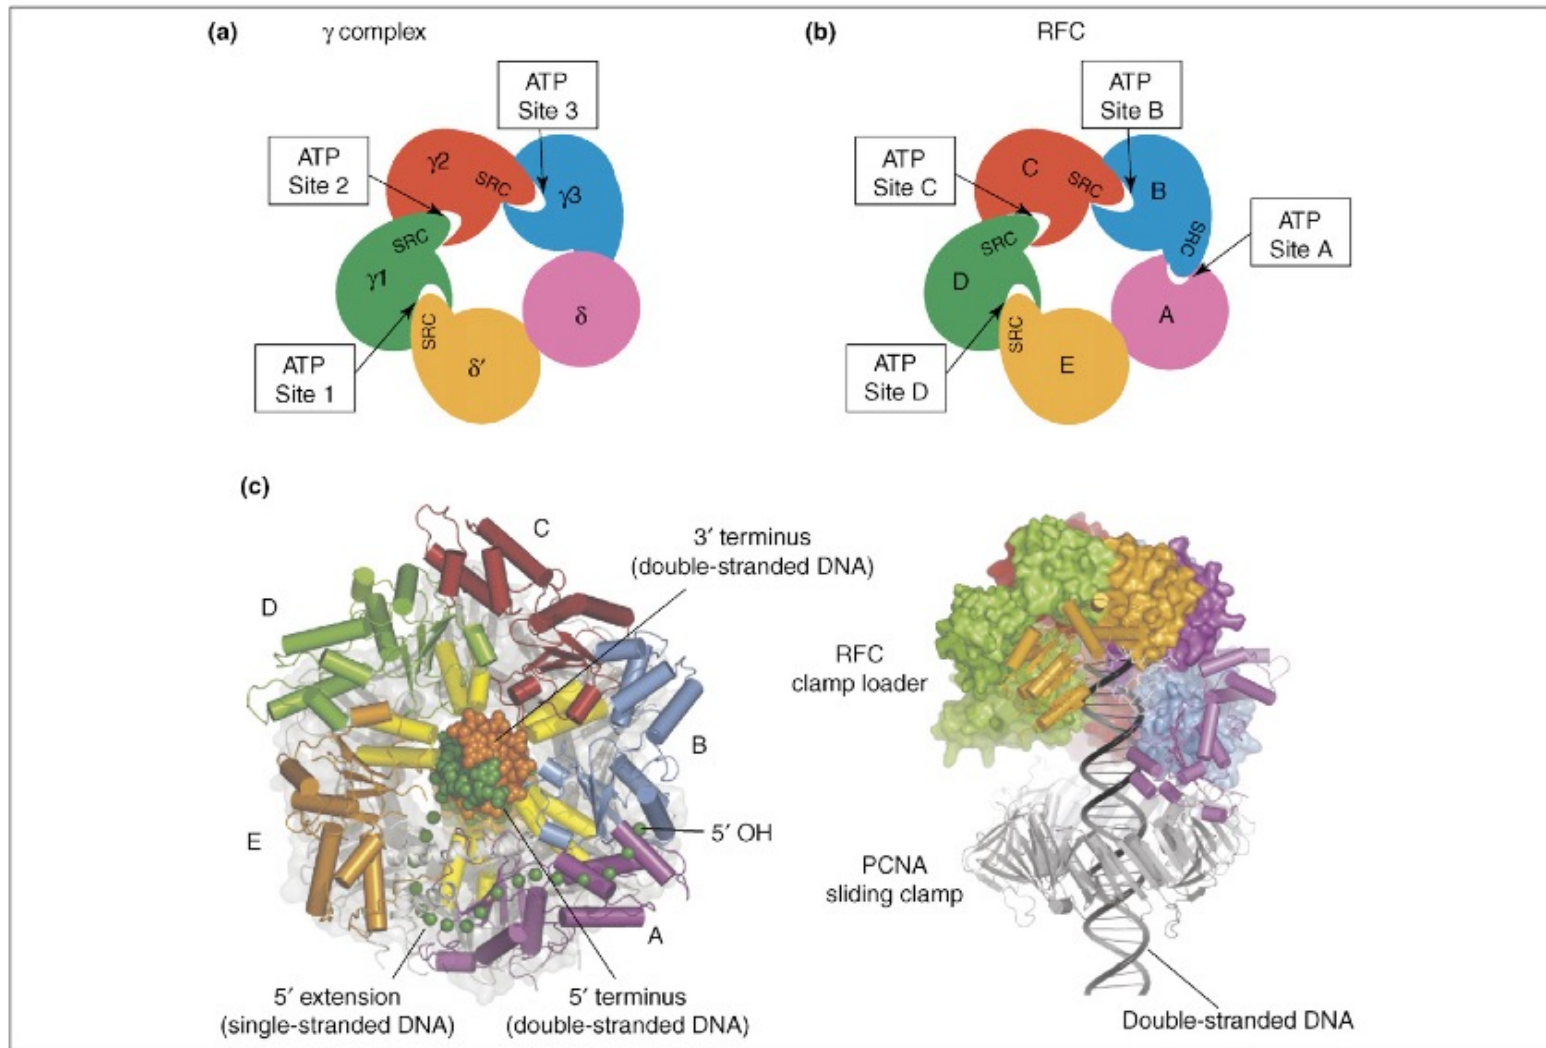 (a)
γ complex
ATP
Site 3
ATP
Site 2
γ2
SRC
γ3
SRC
γ1
SRC
δ
δ′
ATP
Site 1
(b)
RFC
ATP
Site B
ATP
Site C
C
SRC
B
SRC
ATP
Site A
SRC
D
A
SRC
E
ATP
Site D
(c)
C
3′ terminus
(double-stranded DNA)
D
B
5′ OH
E
A
5′ extension
(single-stranded DNA)
5′ terminus
(double-stranded DNA)
RFC
clamp loader
PCNA
sliding clamp
Double-stranded DNA